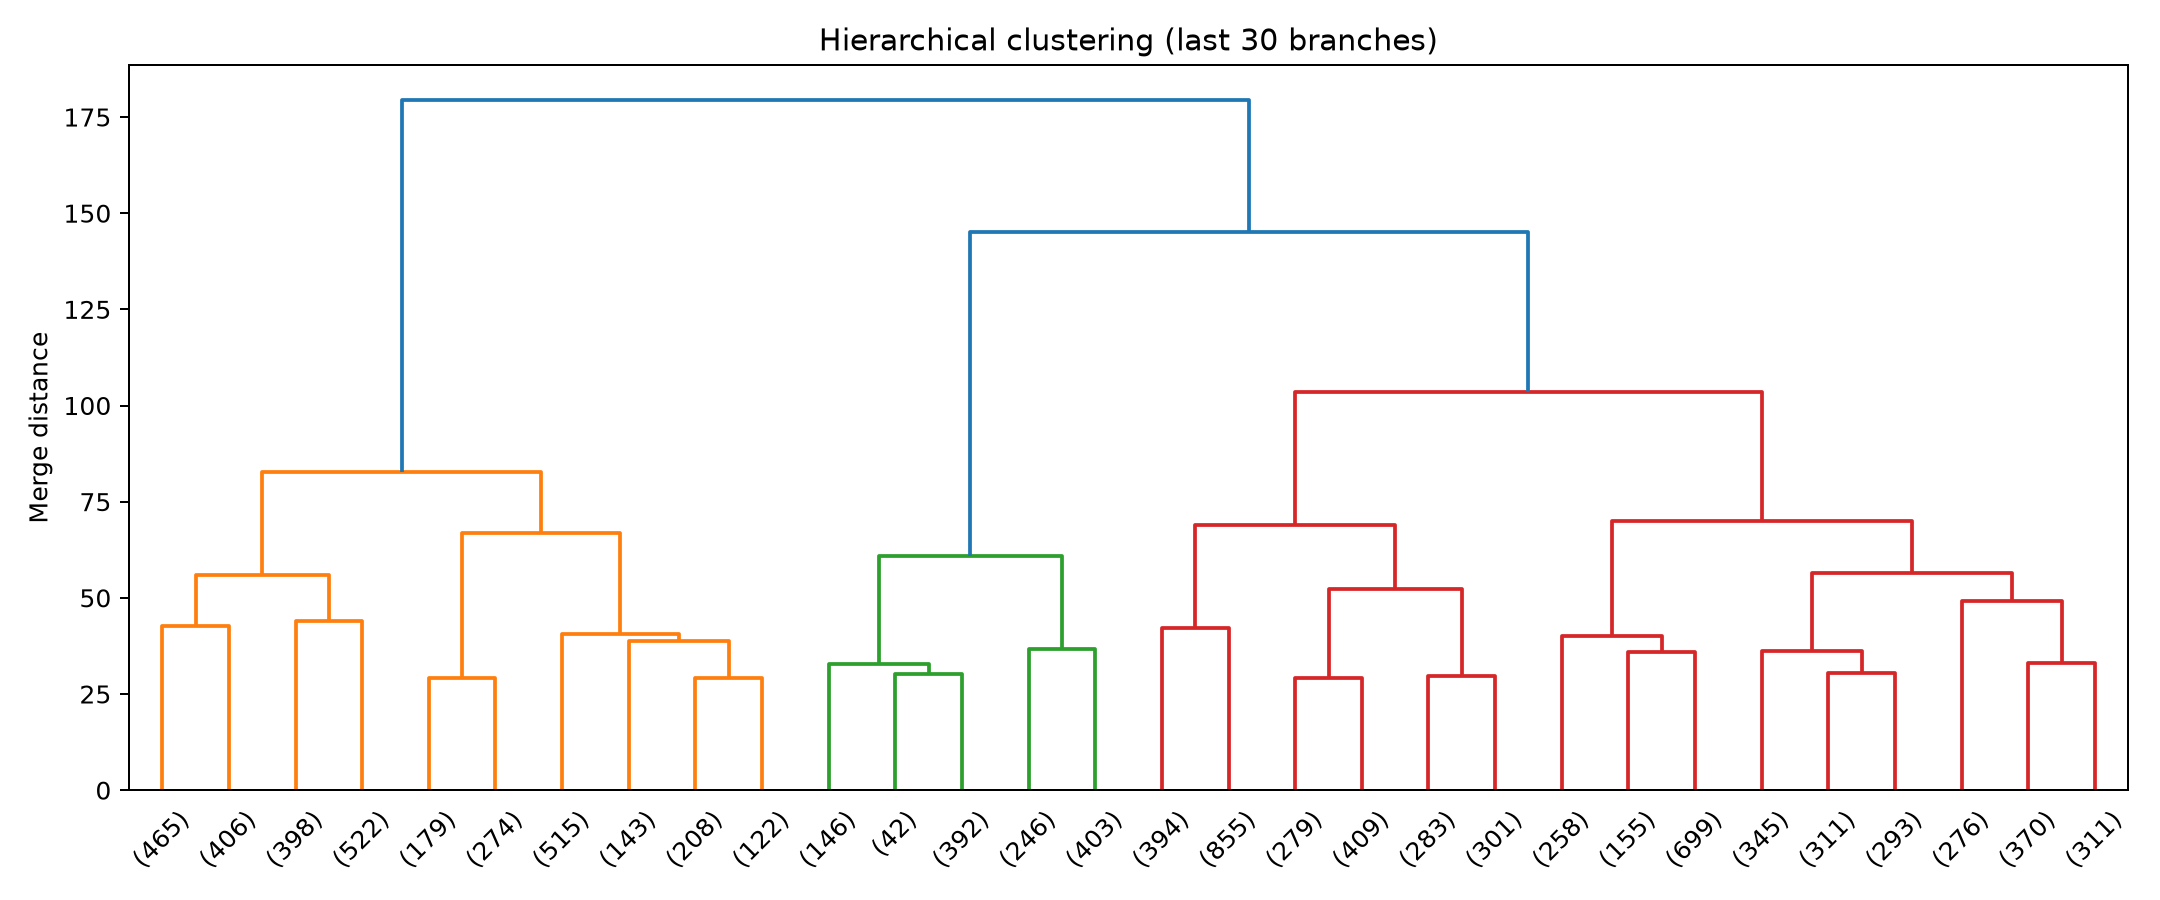 Hierarchical clustering (last 30 branches)
Merge distance
175
150
125
100
75
50
25
0
(465) (406) (398) (522) (179) (274) (515) (143) (208) (122) (146) (42) (392) (246) (403) (394) (855) (279) (409) (283) (301) (258) (155) (699) (345) (311) (293) (276) (370) (311)